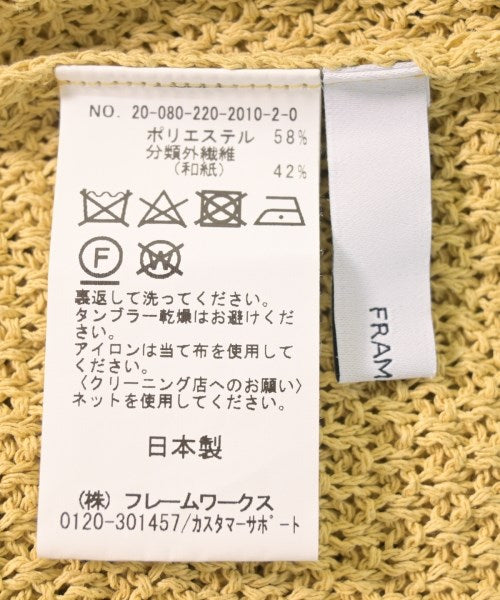 NO. 20-080-220-2010-2-0
ポリエステル 58%
分類外繊維
(和紙) 42%
F
W
裏返して洗ってください。
タンブラー乾燥はお避けくだ
さい。
アイロンは当て布を使用して
ください。
〈クリーニング店へのお願い〉
ネットを使用してください。
日本製
(株) フレームワークス
0120-301457/カスタマーサポート
FRAM